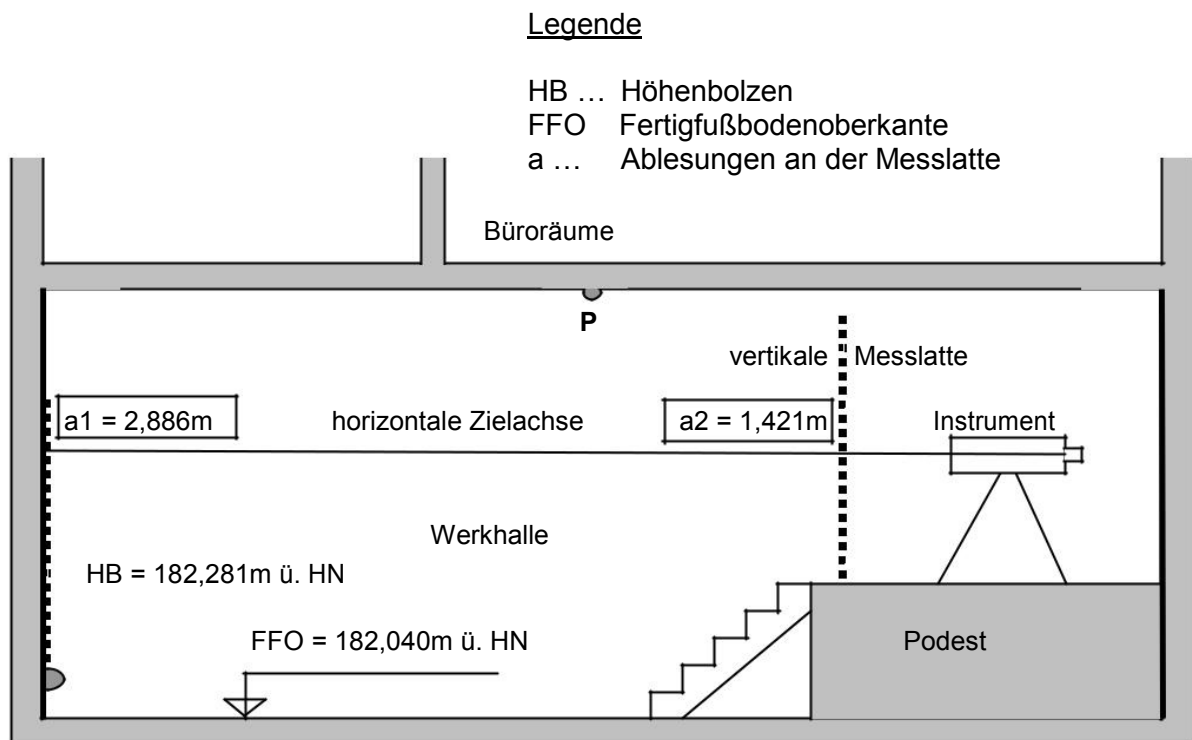 Legende
HB … Höhenbolzen
FFO Fertigfußbodenoberkante
a … Ablesungen an der Messlatte
Büroräume
P
vertikale Messlatte
a1 = 2,886m horizontale Zielachse a2 = 1,421m Instrument
Werkhalle
HB = 182,281m ü. HN
FFO = 182,040m ü. HN Podest